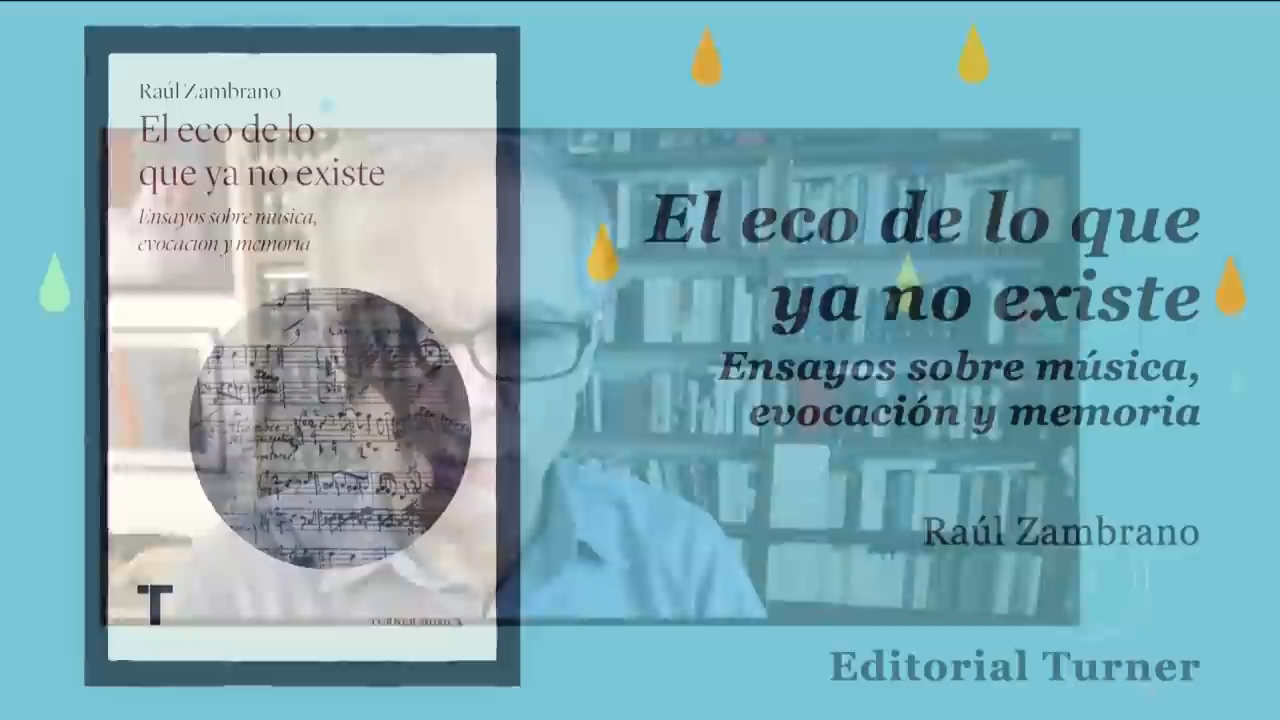 Raúl Zambrano
El eco de lo
que ya no existe
Ensayos sobre música,
evocación y memoria
T
El eco de lo que
ya no existe
Ensayos sobre música,
evocación y memoria
Raúl Zambrano
Editorial Turner